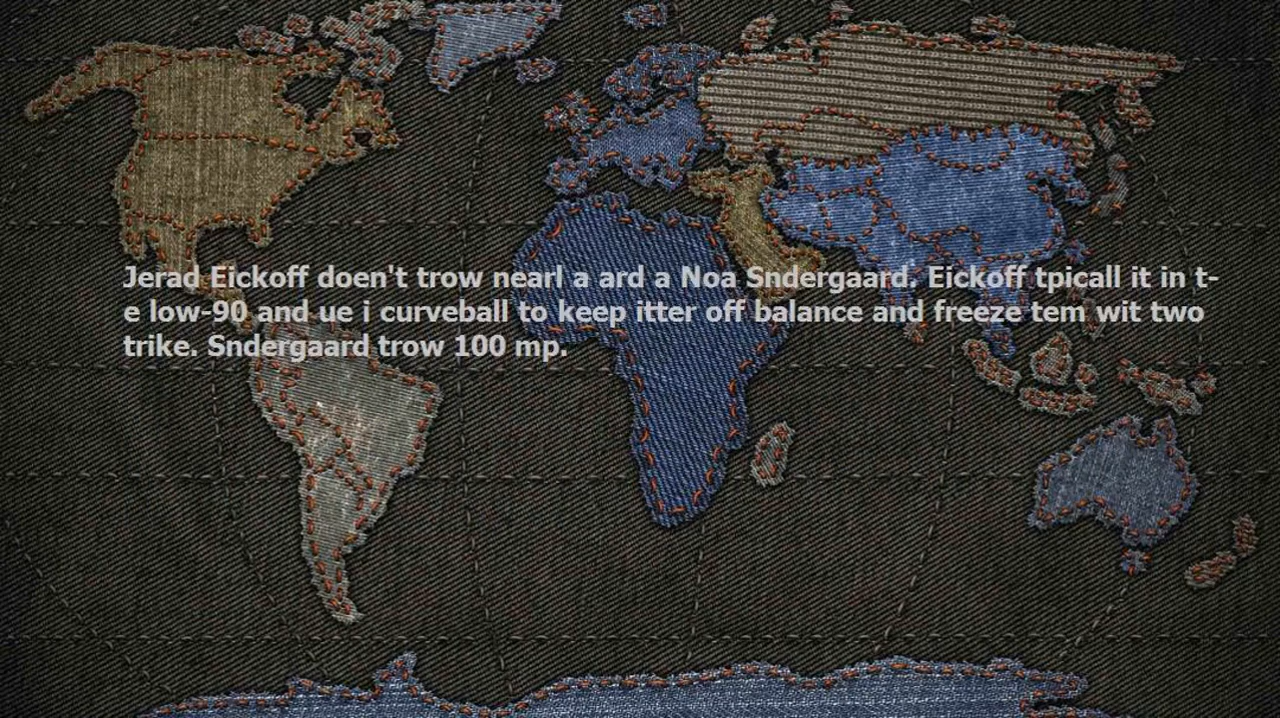 Jerad Eickoff doen't trow nearl a ard a Noa Sndergaard. Eickoff tpicall it in t-
e low-90 and ue i curveball to keep itter off balance and freeze tem wit two
trike. Sndergaard trow 100 mp.